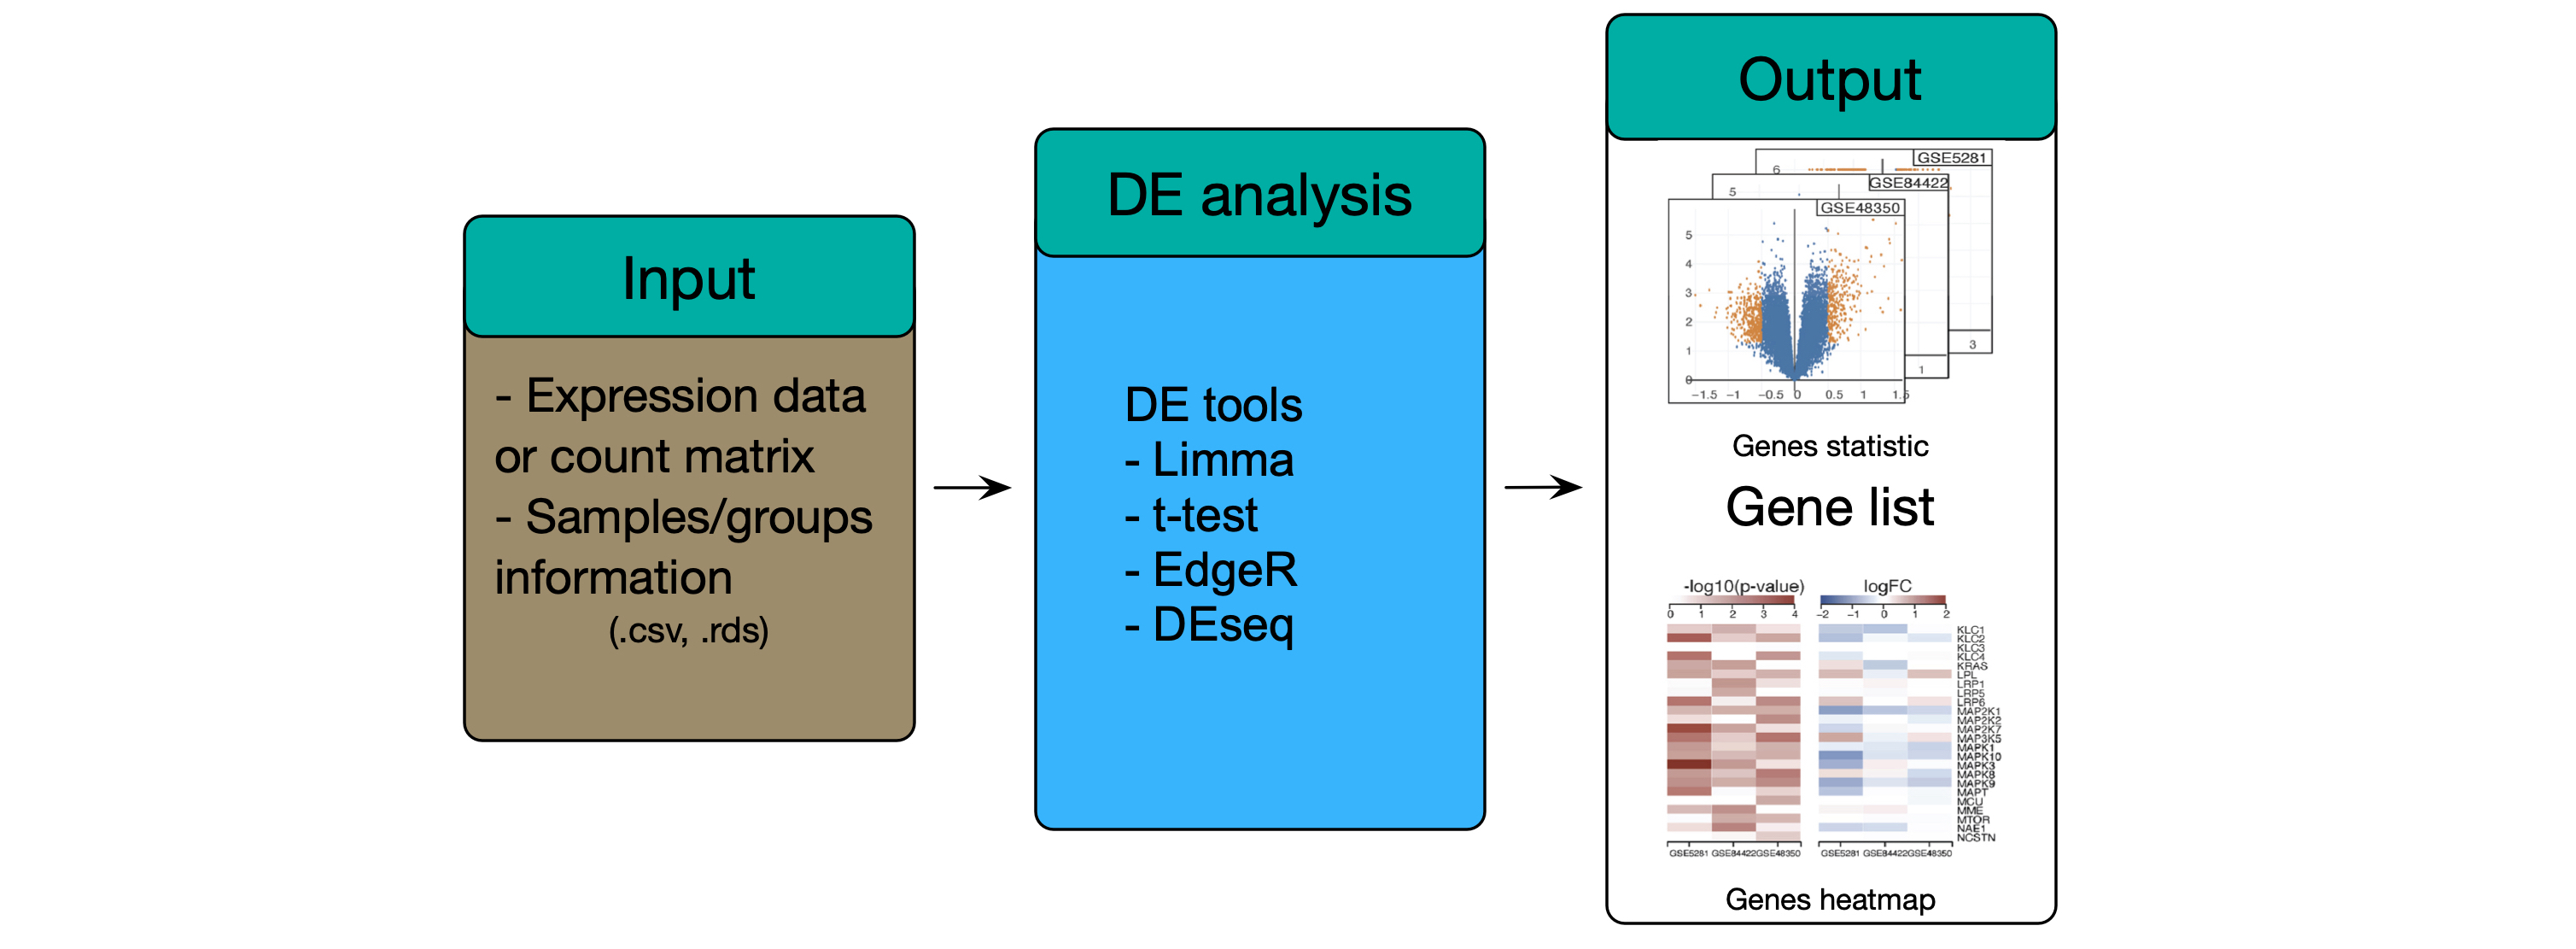 Input
- Expression data
or count matrix
- Samples/groups
information
(.csv, .rds)
DE analysis
DE tools
- Limma
- t-test
- EdgeR
- DEseq
Output
GSE5281
6
GSE84422
5
GSE48350
5
4
3
2
1
0
-1.5 -1 -0.5 0 0.5 1 1.5
1
3
Genes statistic
Gene list
-log10(p-value) logFC
0 1 2 3 4 -2 -1 0 1 2
KLC1
KLC2
KLC3
KLC4
KRAS
LPL
LRP1
LRP5
LRP6
MAP2K1
MAP2K2
MAP2K7
MAP3K5
MAPK1
MAPK10
MAPK3
MAPK8
MAPK9
MAPT
MCU
MME
MTOR
NAE1
NCSTN
GSE5281 GSE84422 GSE48350 GSE5281 GSE84422 GSE48350
Genes heatmap